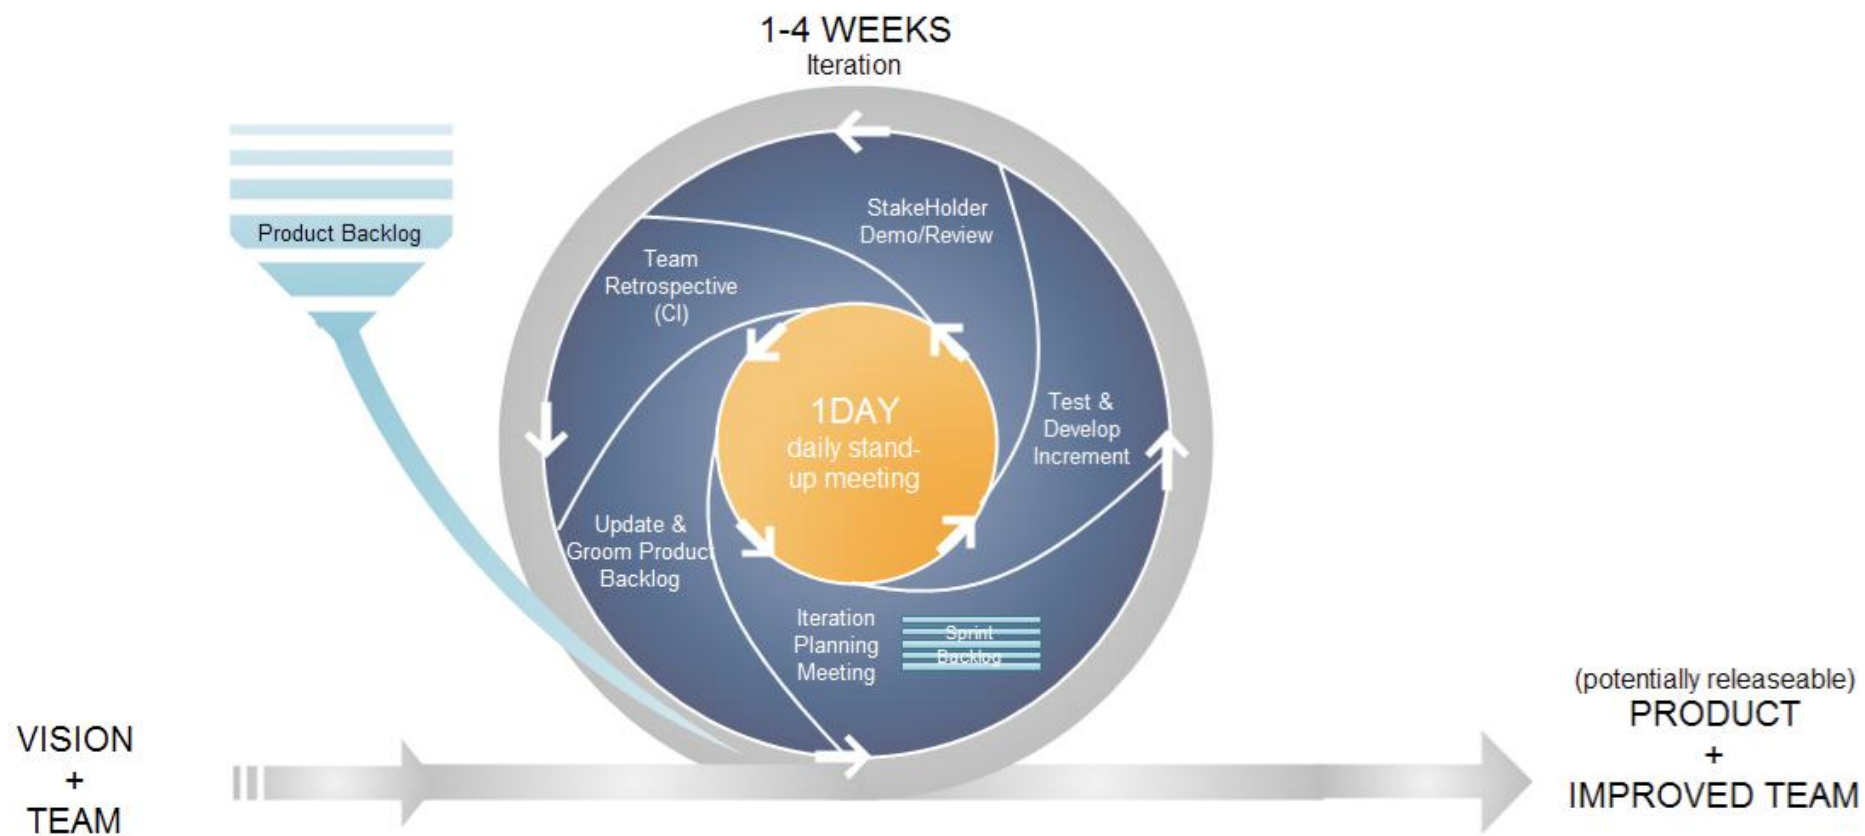 1-4 WEEKS
Iteration
Product Backlog
StakeHolder
Demo/Review
Team
Retrospective
(CI)
1DAY
daily stand-
up meeting
Test &
Develop
Increment
Update &
Groom Product
Backlog
Iteration
Planning
Meeting
Sprint
Backlog
VISION
+
TEAM
(potentially releaseable)
PRODUCT
+
IMPROVED TEAM